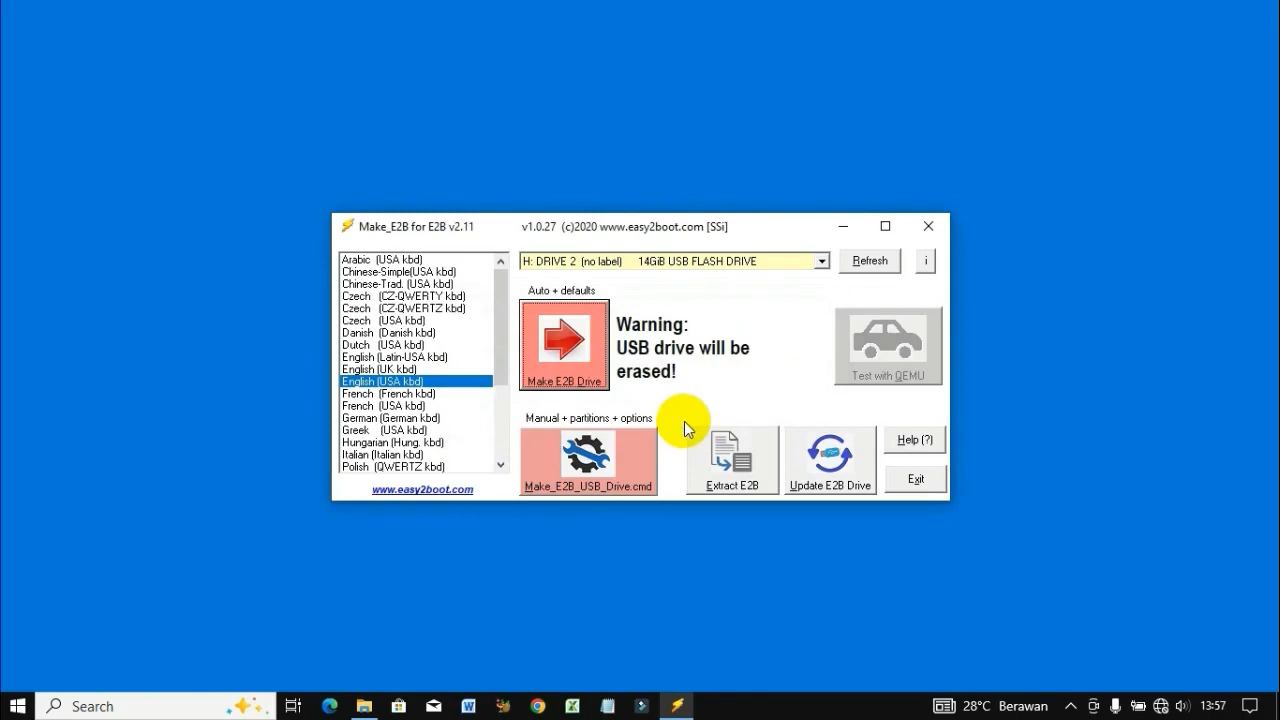 Make_E2B for E2B v2.11 v1.0.27 (c)2020 www.easy2boot.com [SSi]
Arabic (USA kbd)
Chinese-Simple(USA kbd)
Chinese-Trad. (USA kbd)
Czech (CZ-QWERTY kbd)
Czech (CZ-QWERTZ kbd)
Czech (USA kbd)
Danish (Danish kbd)
Dutch (USA kbd)
English (Latin-USA kbd)
English (UK kbd)
English (USA kbd)
French (French kbd)
French (USA kbd)
German (German kbd)
Greek (USA kbd)
Hungarian (Hung. kbd)
Italian (Italian kbd)
Polish (QWERTZ kbd)
www.easy2boot.com
H: DRIVE 2 (no label) 14GiB USB FLASH DRIVE
Refresh
i
Auto + defaults
Make E2B Drive
Warning:
USB drive will be
erased!
Test with QEMU
Manual + partitions + options
Make_E2B_USB_Drive.cmd
Extract E2B
Update E2B Drive
Help (?)
Exit
Search
28°C Berawan
13:57